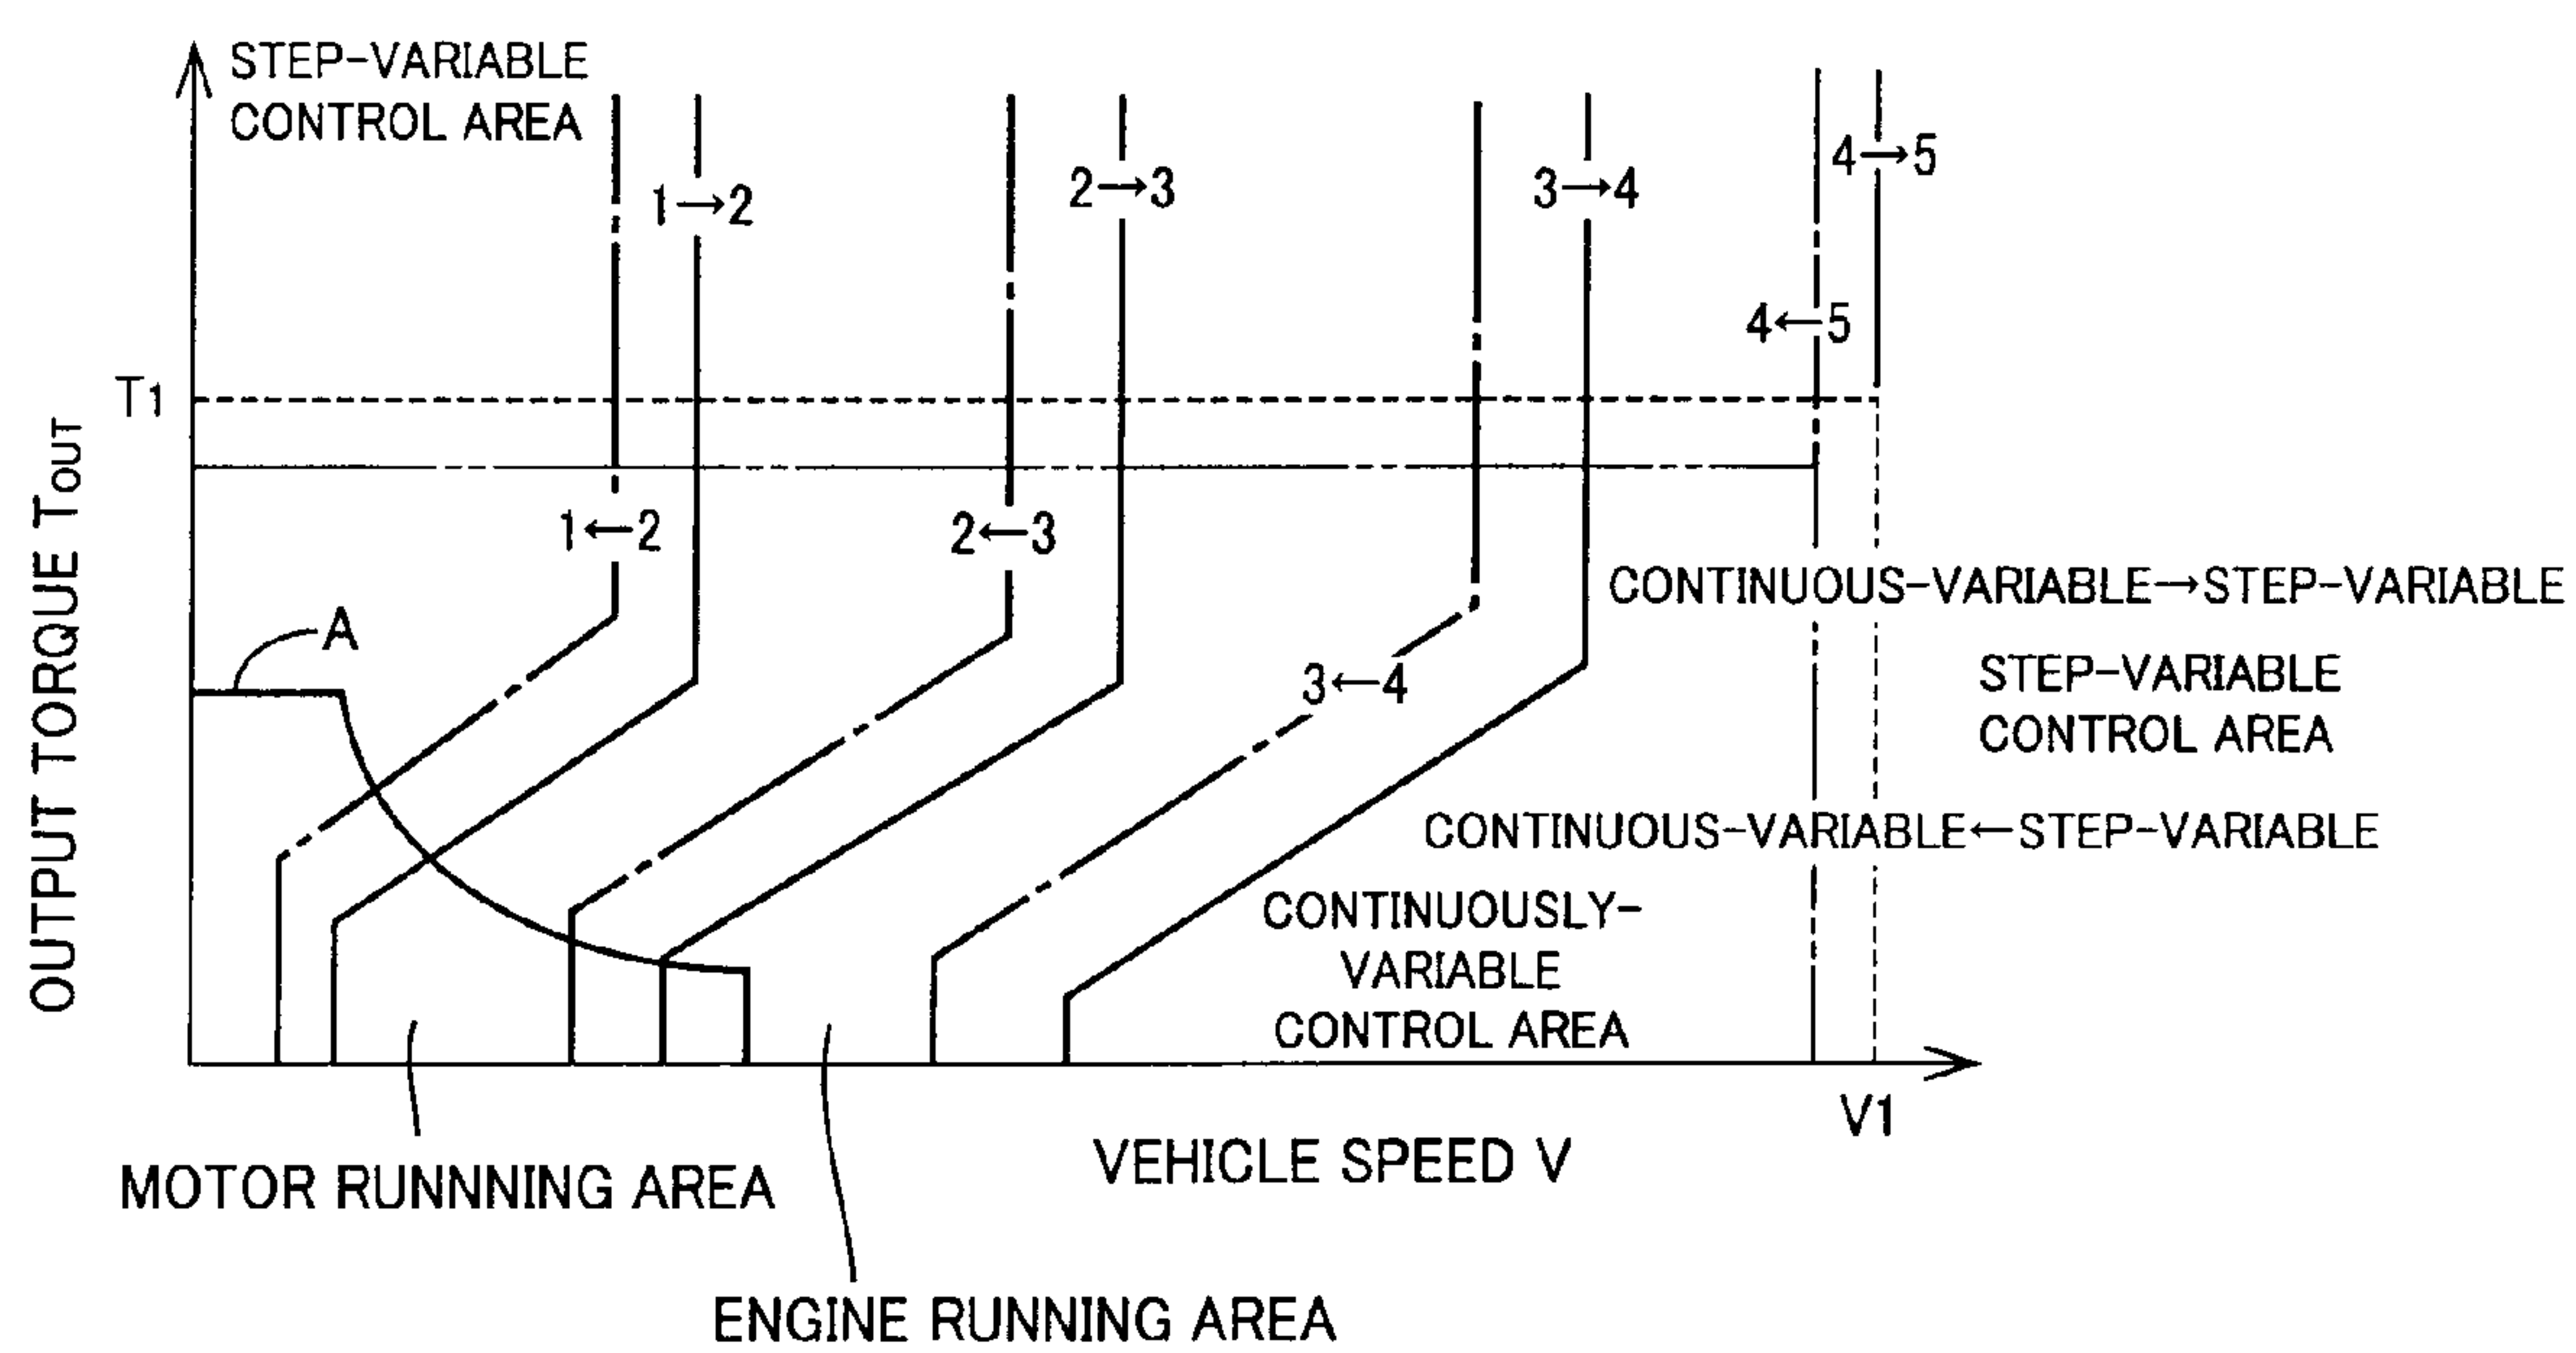 STEP-VARIABLE
CONTROL AREA
4→5
1→2
2→3
3→4
4←5
T1
OUTPUT TORQUE TOUT
1←2
2←3
CONTINUOUS-VARIABLE→STEP-VARIABLE
A
3←4
STEP-VARIABLE
CONTROL AREA
CONTINUOUS-VARIABLE←STEP-VARIABLE
CONTINUOUSLY-
VARIABLE
CONTROL AREA
V1
VEHICLE SPEED V
MOTOR RUNNNING AREA
ENGINE RUNNING AREA